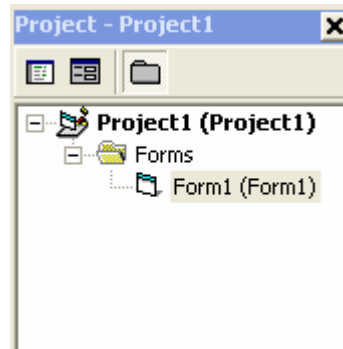 Project - Project1
Project1 (Project1)
Forms
Form1 (Form1)